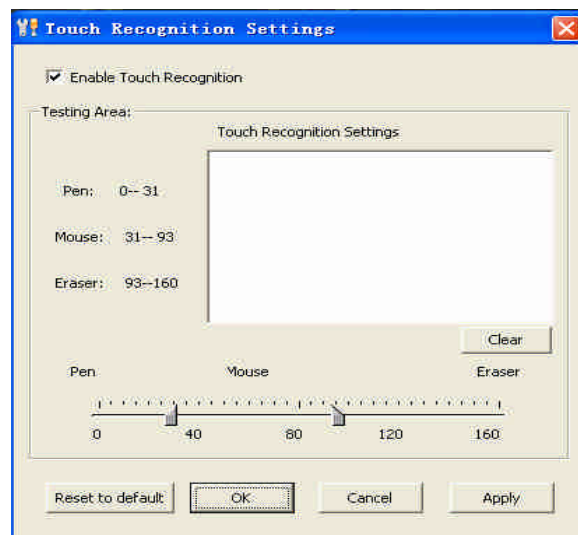 Touch Recognition Settings
Enable Touch Recognition
Testing Area:
Touch Recognition Settings
Pen: 0-- 31
Mouse: 31-- 93
Eraser: 93--160
Clear
Pen Mouse Eraser
0 40 80 120 160
Reset to default OK Cancel Apply